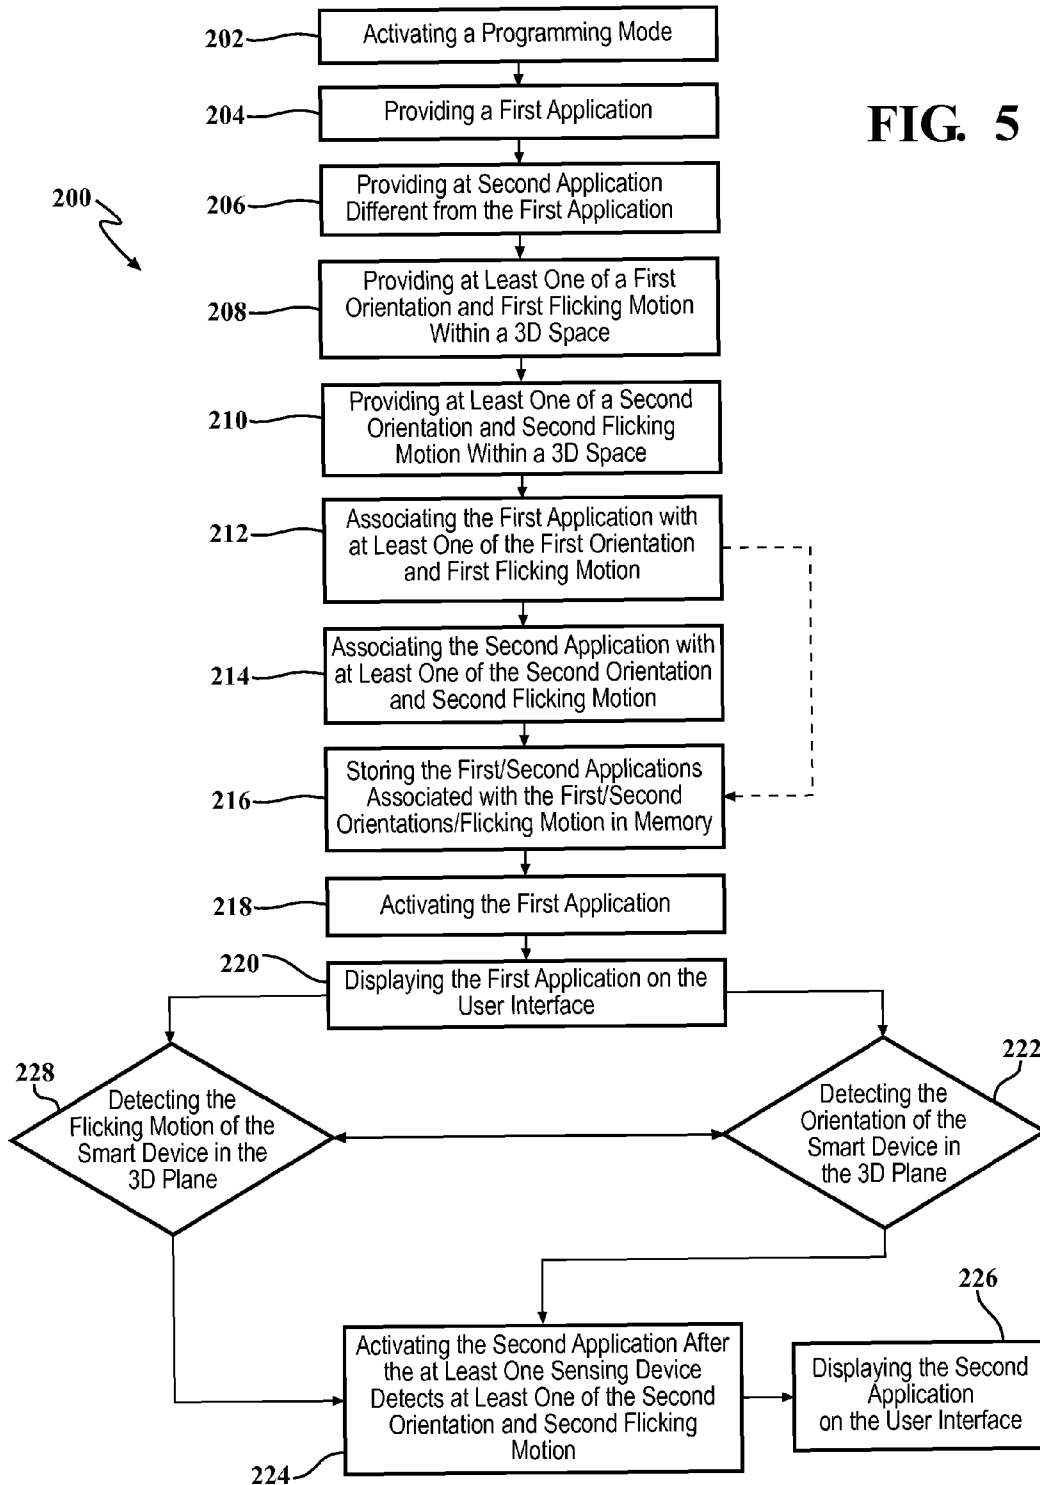 202
Activating a Programming Mode
204
Providing a First Application
FIG. 5
200
206
Providing at Second Application
Different from the First Application
208
Providing at Least One of a First
Orientation and First Flicking Motion
Within a 3D Space
210
Providing at Least One of a Second
Orientation and Second Flicking
Motion Within a 3D Space
212
Associating the First Application with
at Least One of the First Orientation
and First Flicking Motion
214
Associating the Second Application with
at Least One of the Second Orientation
and Second Flicking Motion
216
Storing the First/Second Applications
Associated with the First/Second
Orientations/Flicking Motion in Memory
218
Activating the First Application
220
Displaying the First Application on the
User Interface
228
Detecting the
Flicking Motion of the
Smart Device in the
3D Plane
222
Detecting the
Orientation of the
Smart Device in
the 3D Plane
224
Activating the Second Application After
the at Least One Sensing Device
Detects at Least One of the Second
Orientation and Second Flicking
Motion
226
Displaying the Second
Application
on the User Interface